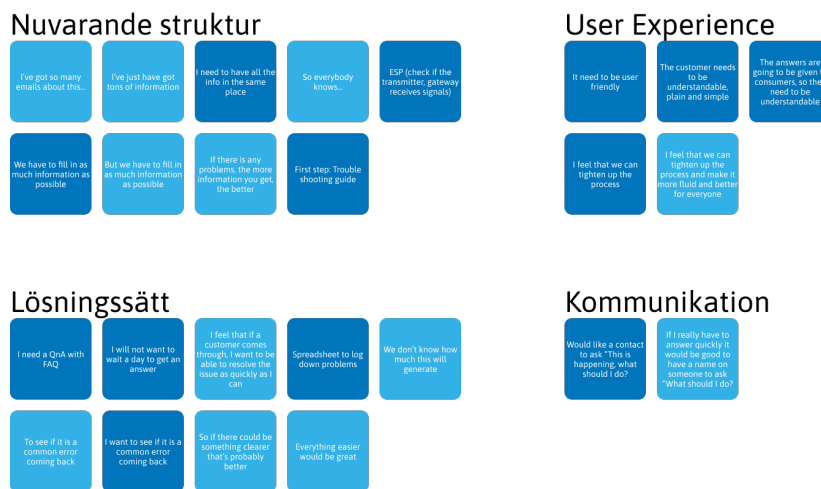 Nuvarande struktur
I've got so many
emails about this...
I've just have got
tons of information
I need to have all the
info in the same
place
So everybody
knows...
ESP (check if the
transmitter, gateway
receives signals)
We have to fill in as
much information as
possible
But we have to fill in
as much information
as possible
If there is any
problems, the more
information you get,
the better
First step: Trouble
shooting guide
User Experience
It need to be user
friendly
The customer needs
to be
understandable,
plain and simple
The answers are
going to be given
consumers, so the
need to be
understandable
I feel that we can
tighten up the
process
I feel that we can
tighten up the
process and make it
more fluid and better
for everyone
Lösningssätt
I need a QnA with
FAQ
I will not want to
wait a day to get an
answer
I feel that if a
customer comes
through, I want to be
able to resolve the
issue as quickly as I
can
Spreadsheet to log
down problems
We don't know how
much this will
generate
To see if it is a
common error
coming back
I want to see if it is a
common error
coming back
So if there could be
something clearer
that's probably
better
Everything easier
would be great
Kommunikation
Would like a contact
to ask "This is
happening, what
should I do?
If I really have to
answer quickly it
would be good to
have a name on
someone to ask
"What should I do?